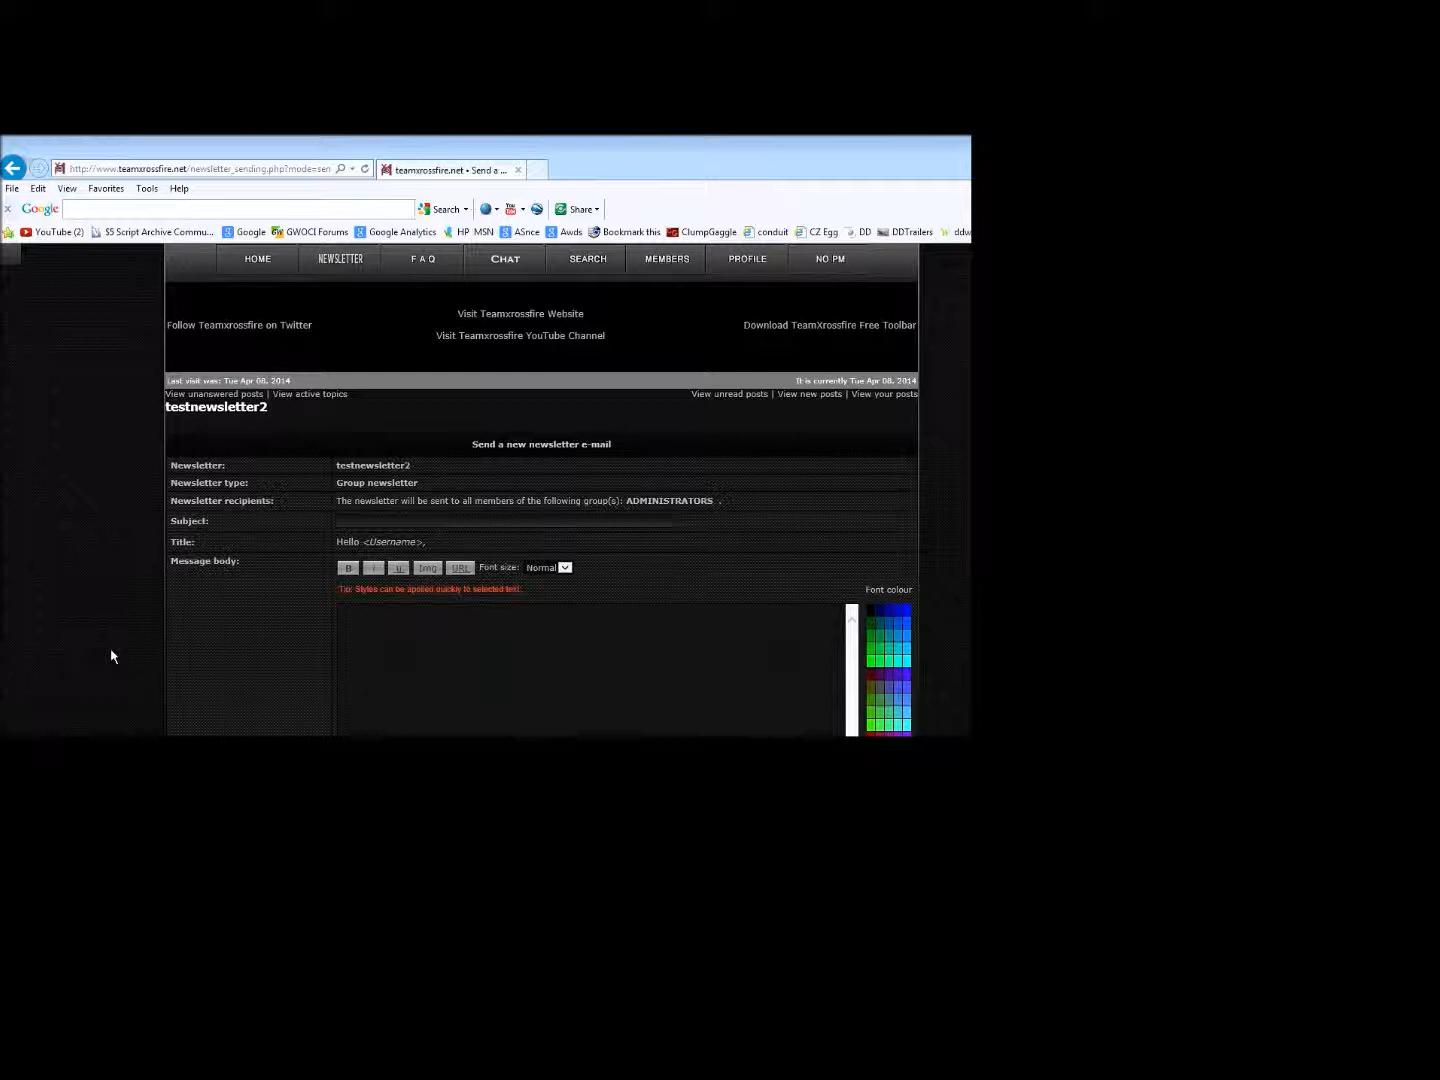 http://www.teamxrossfire.net/newsletter_sending.php?mode=sen
teamxrossfire.net • Send a ...
File Edit View Favorites Tools Help
Google Search Share
YouTube (2) S5 Script Archive Commu... Google GWOCI Forums Google Analytics HP MSN ASnce Awds Bookmark this ClumpGaggle conduit CZ Egg DD DDTrailers ddw
HOME NEWSLETTER F A Q CHAT SEARCH MEMBERS PROFILE NO PM
Visit Teamxrossfire Website
Follow Teamxrossfire on Twitter Download TeamXrossfire Free Toolbar
Visit Teamxrossfire YouTube Channel
Last visit was: Tue Apr 08, 2014 It is currently Tue Apr 08, 2014
View unanswered posts | View active topics View unread posts | View new posts | View your posts
testnewsletter2
Send a new newsletter e-mail
Newsletter: testnewsletter2
Newsletter type: Group newsletter
Newsletter recipients: The newsletter will be sent to all members of the following group(s): ADMINISTRATORS .
Subject:
Title: Hello <Username>,
Message body:
B i u Img URL Font size: Normal
Tip: Styles can be applied quickly to selected text. Font colour